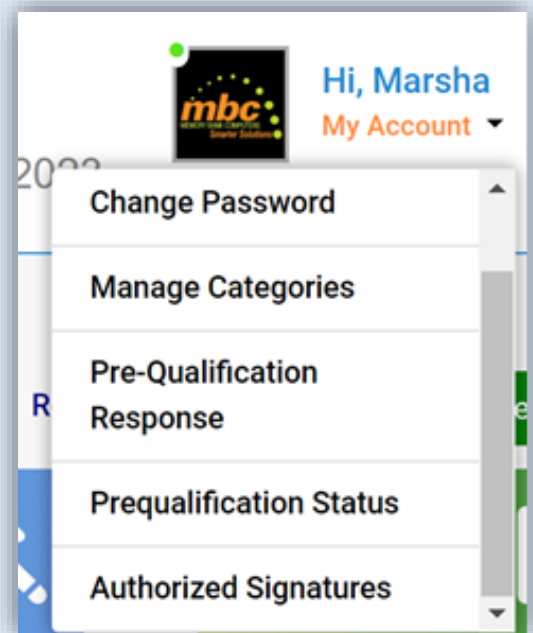 mbc
MEMORY BANK COMPUTERS
Smarter Solutions
Hi, Marsha
My Account
Change Password
Manage Categories
Pre-Qualification
Response
R
e
Prequalification Status
Authorized Signatures